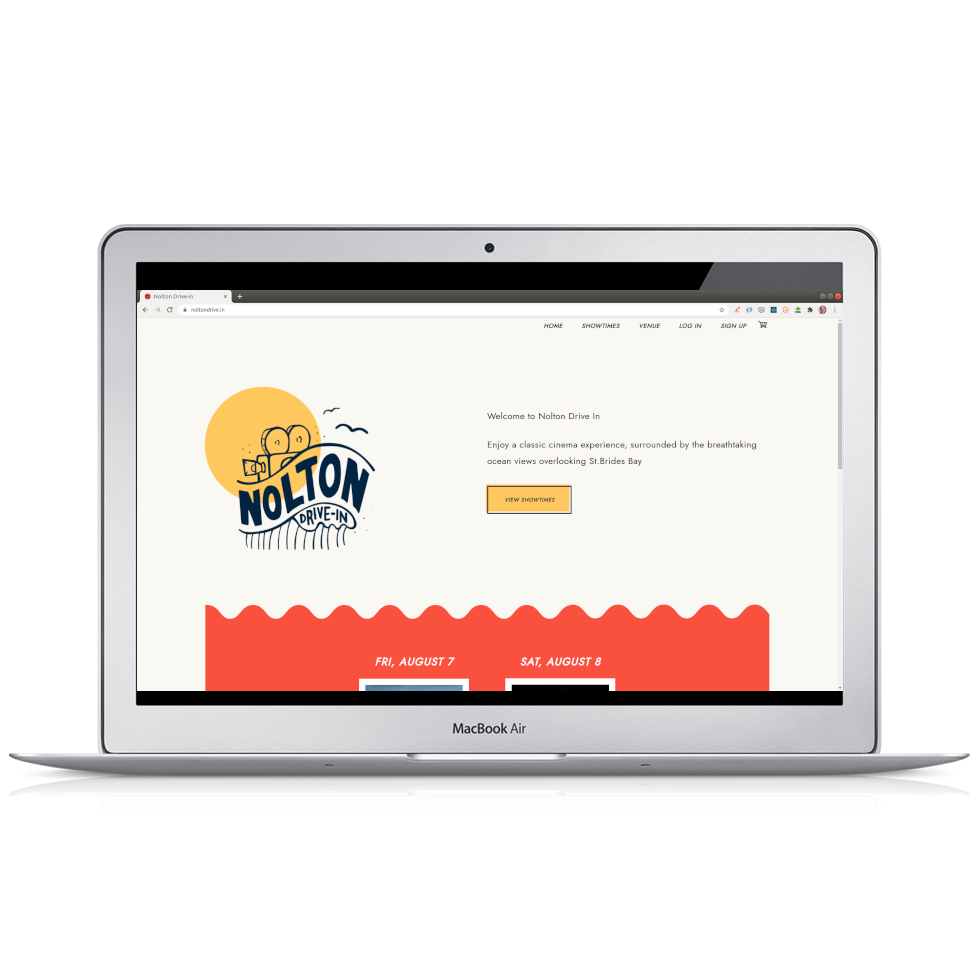 Nolton Drive-in
noltondrive.in
HOME SHOWTIMES VENUE LOG IN SIGN UP
NOLTON
DRIVE-IN
Welcome to Nolton Drive In
Enjoy a classic cinema experience, surrounded by the breathtaking
ocean views overlooking St.Brides Bay
VIEW SHOWTIMES
FRI, AUGUST 7 SAT, AUGUST 8
MacBook Air